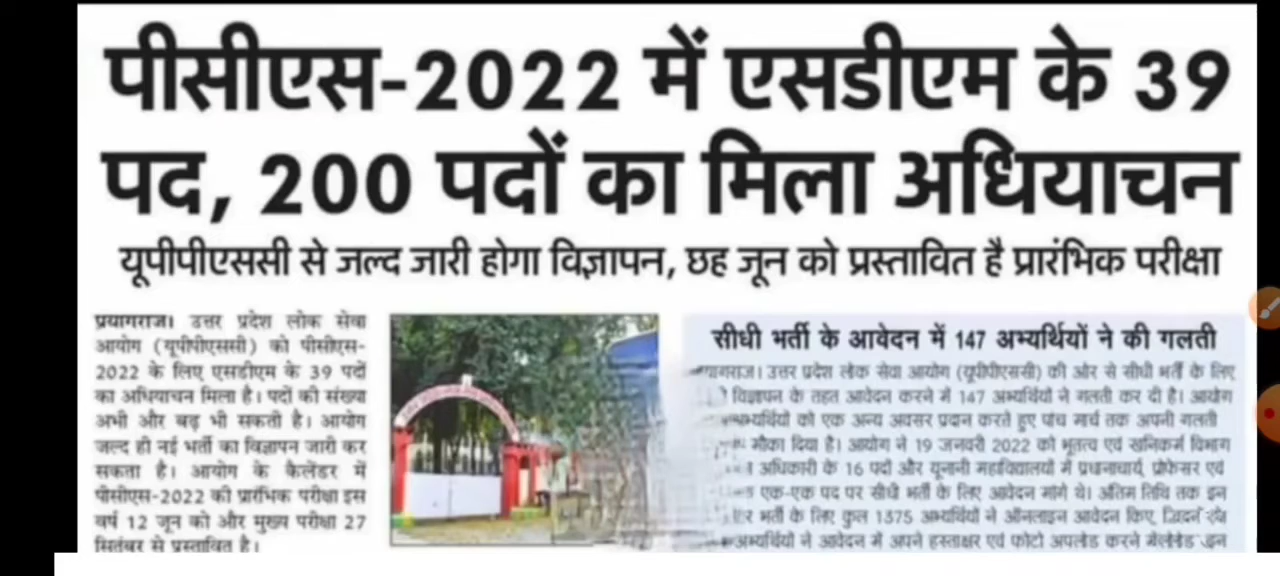 पीसीएस-2022 में एसडीएम के 39
पद, 200 पदों का मिला अधियाचन
यूपीपीएससी से जल्द जारी होगा विज्ञापन, छह जून को प्रस्तावित है प्रारंभिक परीक्षा
प्रयागराज। उत्तर प्रदेश लोक सेवा
आयोग (यूपीपीएससी) को पीसीएस-
2022 के लिए एसडीएम के 39 पदों
का अधियाचन मिला है। पदों की संख्या
अभी और बढ़ भी सकती है। आयोग
जल्द ही नई भर्ती का विज्ञापन जारी कर
सकता है। आयोग के कैलेंडर में
पीसीएस-2022 की प्रारंभिक परीक्षा इस
वर्ष 12 जून को और मुख्य परीक्षा 27
सितंबर से प्रस्तावित है।
सीधी भर्ती के आवेदन में 147 अभ्यर्थियों ने की गलती
उत्तर प्रदेश लोक सेवा आयोग (यूपीपीएससी) की ओर से सीधी भर्ती के लिए
विज्ञापन के तहत आवेदन करने में 147 अभ्यर्थियों ने गलती कर दी है। आयोग
को एक अन्य अवसर प्रदान करते हुए पांच मार्च तक अपनी गलती
मौका दिया है। आयोग ने 19 जनवरी 2022 को भूतत्व एवं खनिकर्म विभाग
अधिकारी के 16 पदों और यूनानी महाविद्यालयों में प्रधानाचार्य, प्रोफेसर एवं
एक-एक पद पर सीधी भर्ती के लिए आवेदन मांगे थे। अंतिम तिथि तक इन
भर्ती के लिए कुल 1375 अभ्यर्थियों ने ऑनलाइन आवेदन किए,
अभ्यर्थियों ने आवेदन में अपने हस्ताक्षर एवं फोटो अपलोड करने में